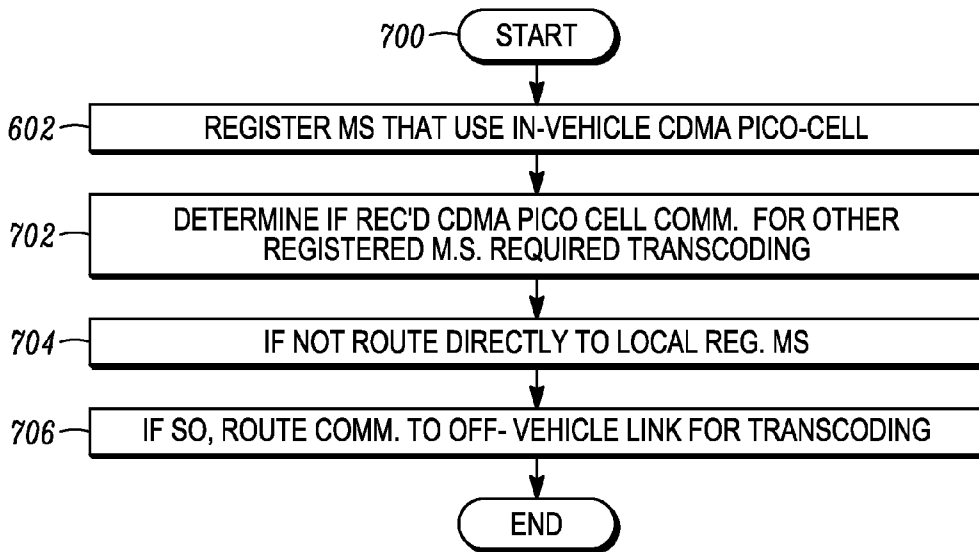 700
START
602
REGISTER MS THAT USE IN-VEHICLE CDMA PICO-CELL
702
DETERMINE IF REC'D CDMA PICO CELL COMM. FOR OTHER
REGISTERED M.S. REQUIRED TRANSCODING
704
IF NOT ROUTE DIRECTLY TO LOCAL REG. MS
706
IF SO, ROUTE COMM. TO OFF- VEHICLE LINK FOR TRANSCODING
END